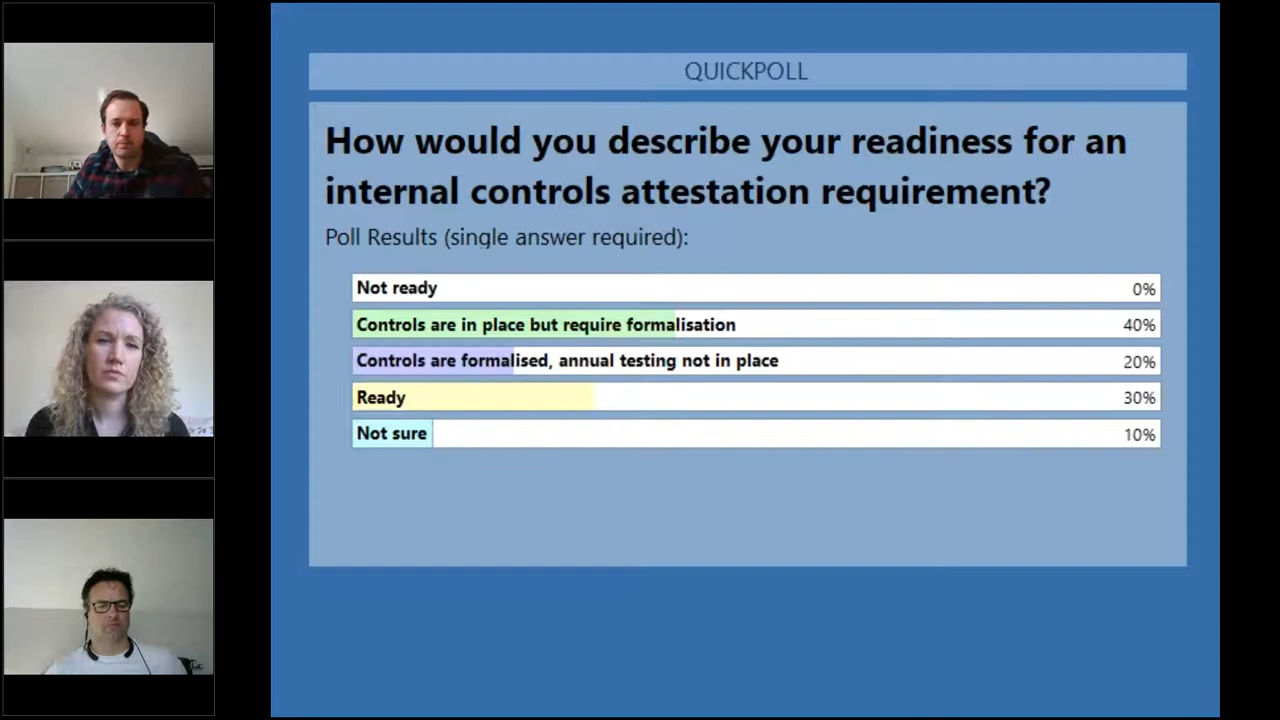 QUICKPOLL
How would you describe your readiness for an
internal controls attestation requirement?
Poll Results (single answer required):
Not ready 0%
Controls are in place but require formalisation 40%
Controls are formalised, annual testing not in place 20%
Ready 30%
Not sure 10%